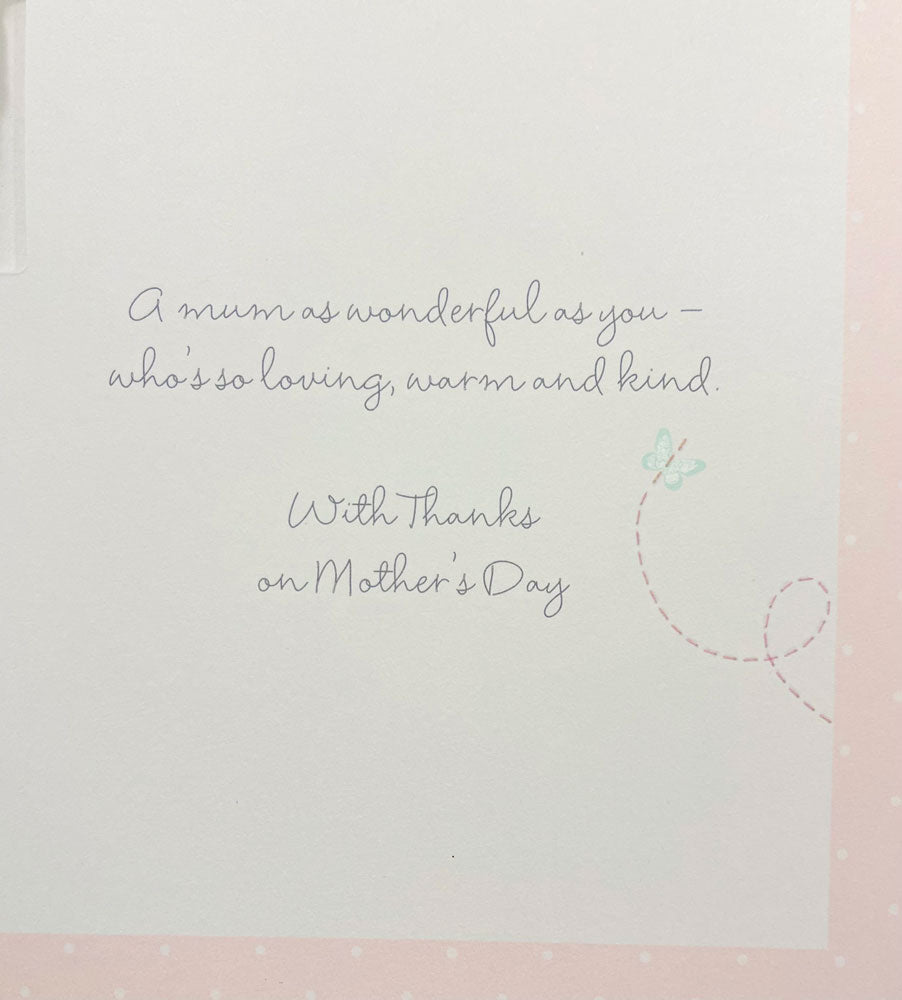 A mum as wonderful as you –
who's so loving, warm and kind.
With Thanks
on Mother's Day